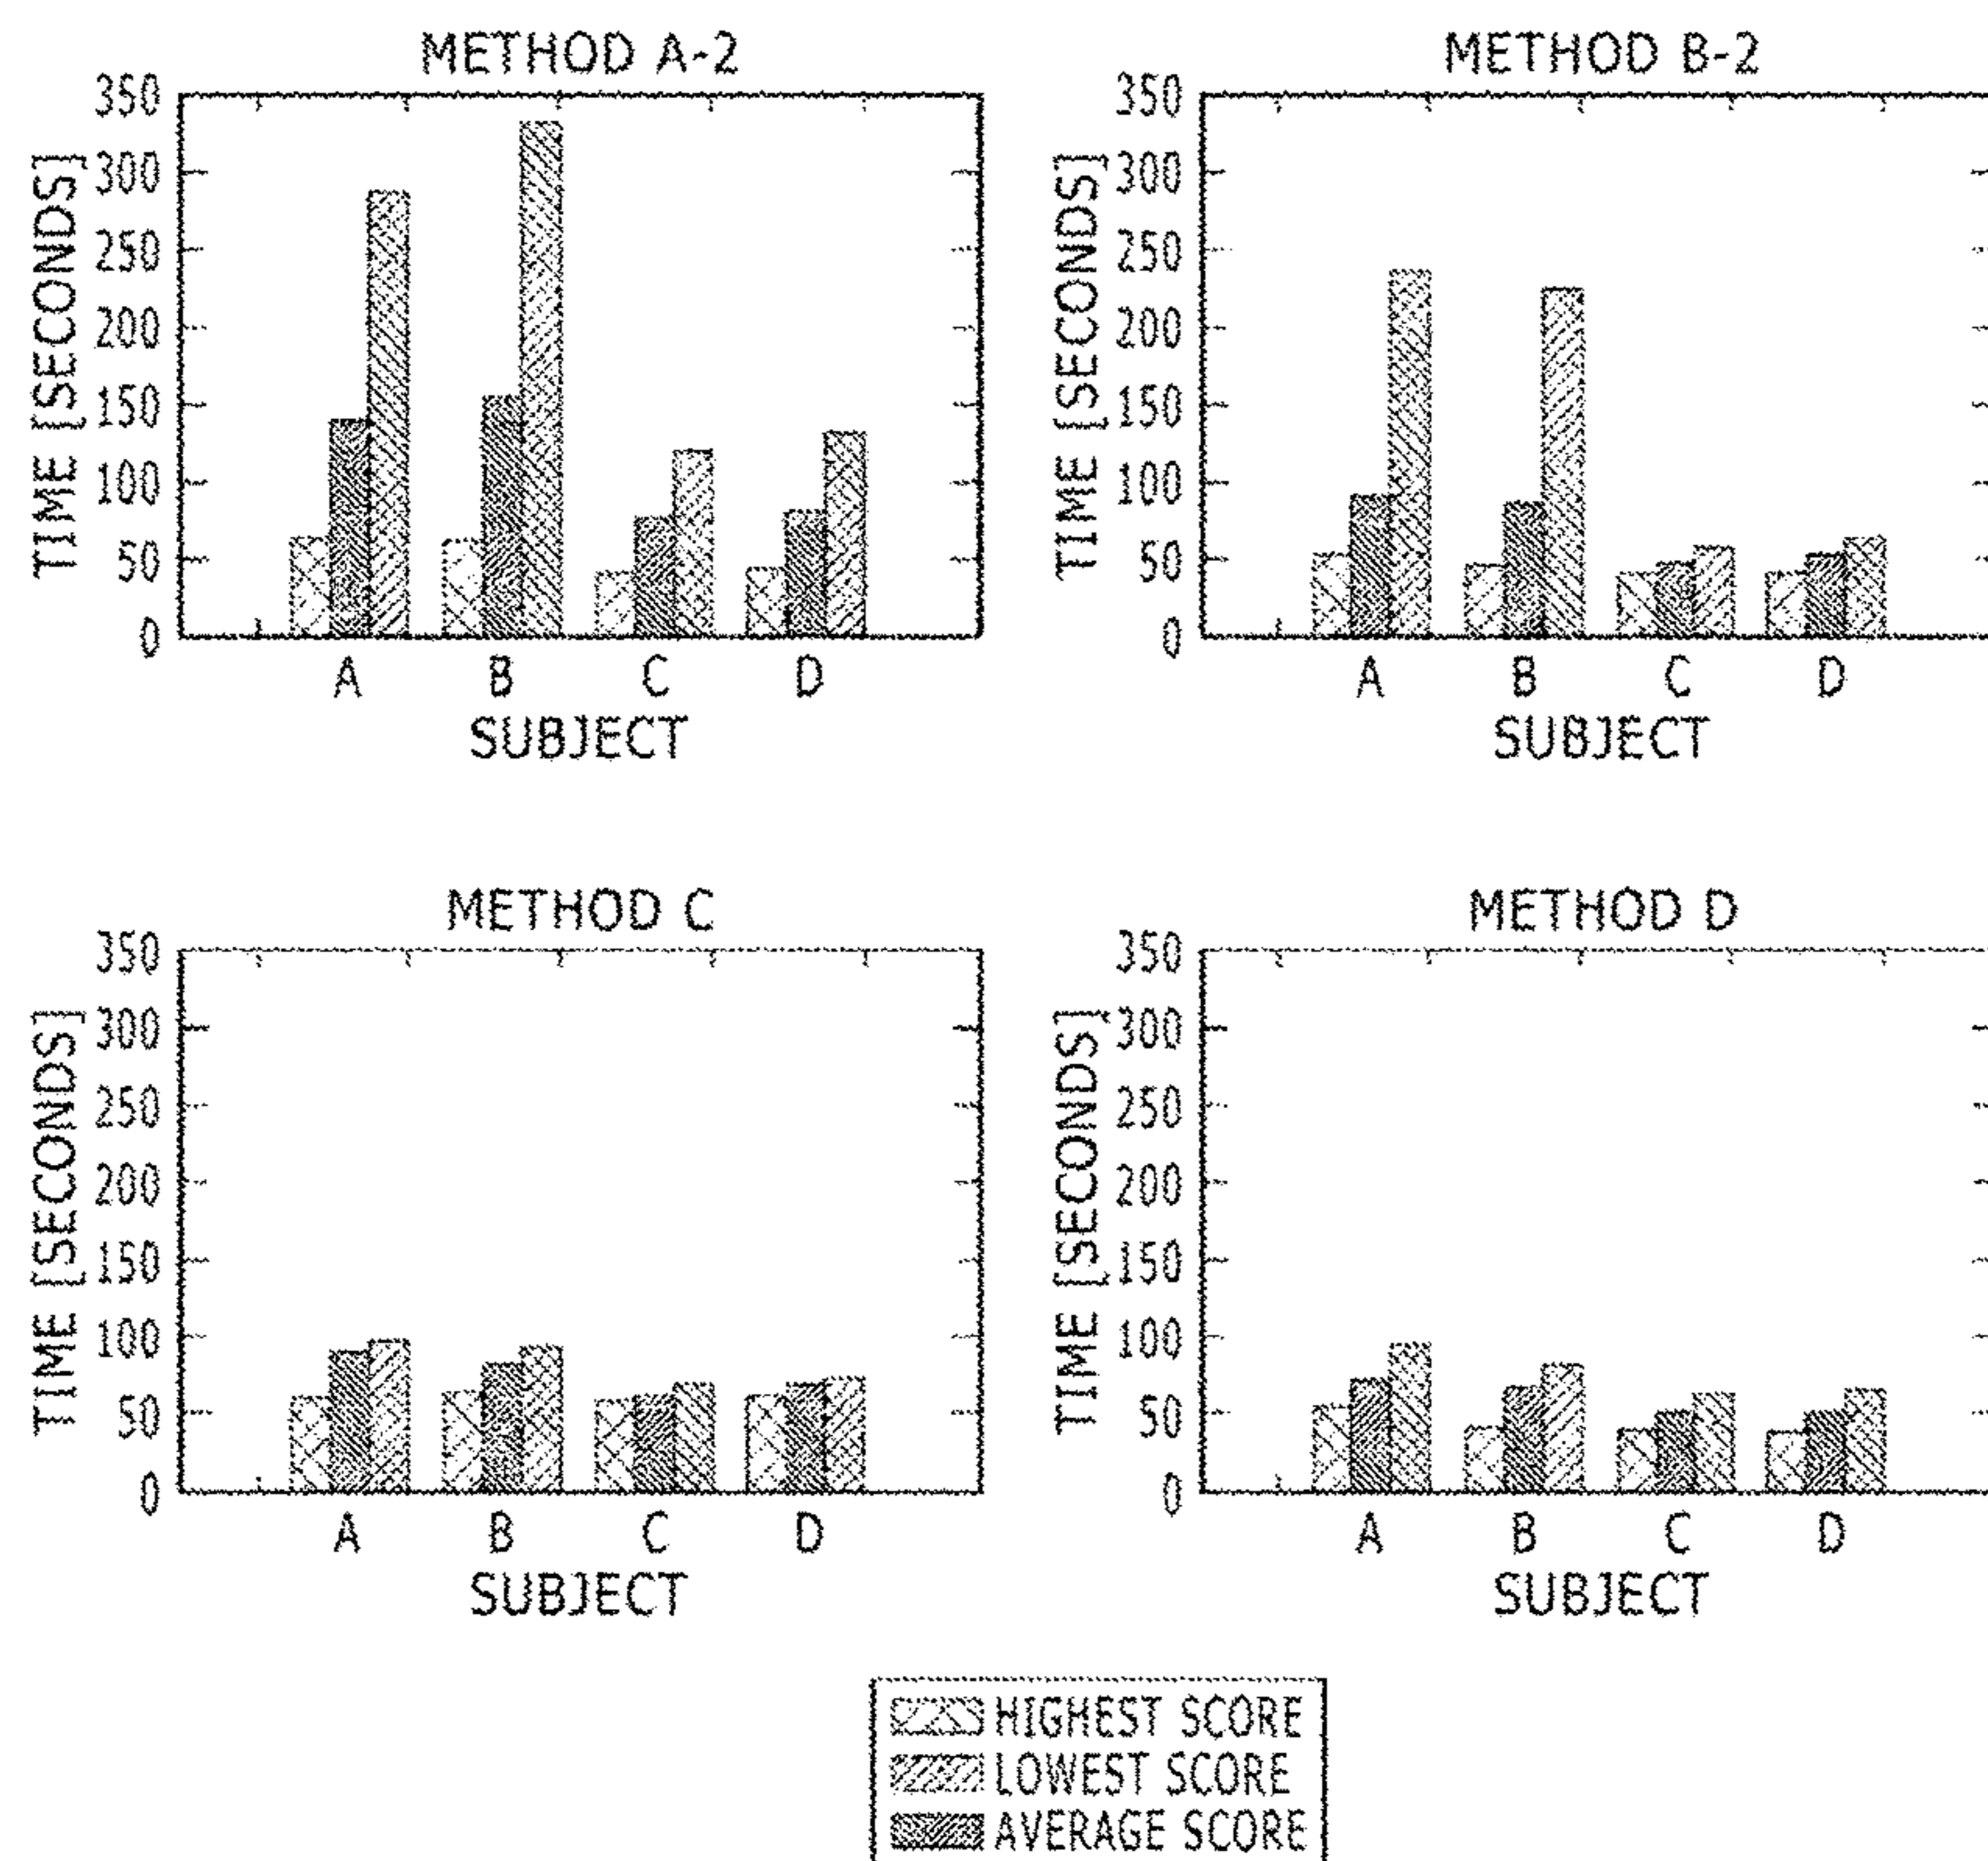 METHOD A-2
TIME [SECONDS]
350
300
250
200
150
100
50
0
A B C D
SUBJECT
METHOD B-2
TIME [SECONDS]
350
300
250
200
150
100
50
0
A B C D
SUBJECT
METHOD C
TIME [SECONDS]
350
300
250
200
150
100
50
0
A B C D
SUBJECT
METHOD D
TIME [SECONDS]
350
300
250
200
150
100
50
0
A B C D
SUBJECT
HIGHEST SCORE
LOWEST SCORE
AVERAGE SCORE